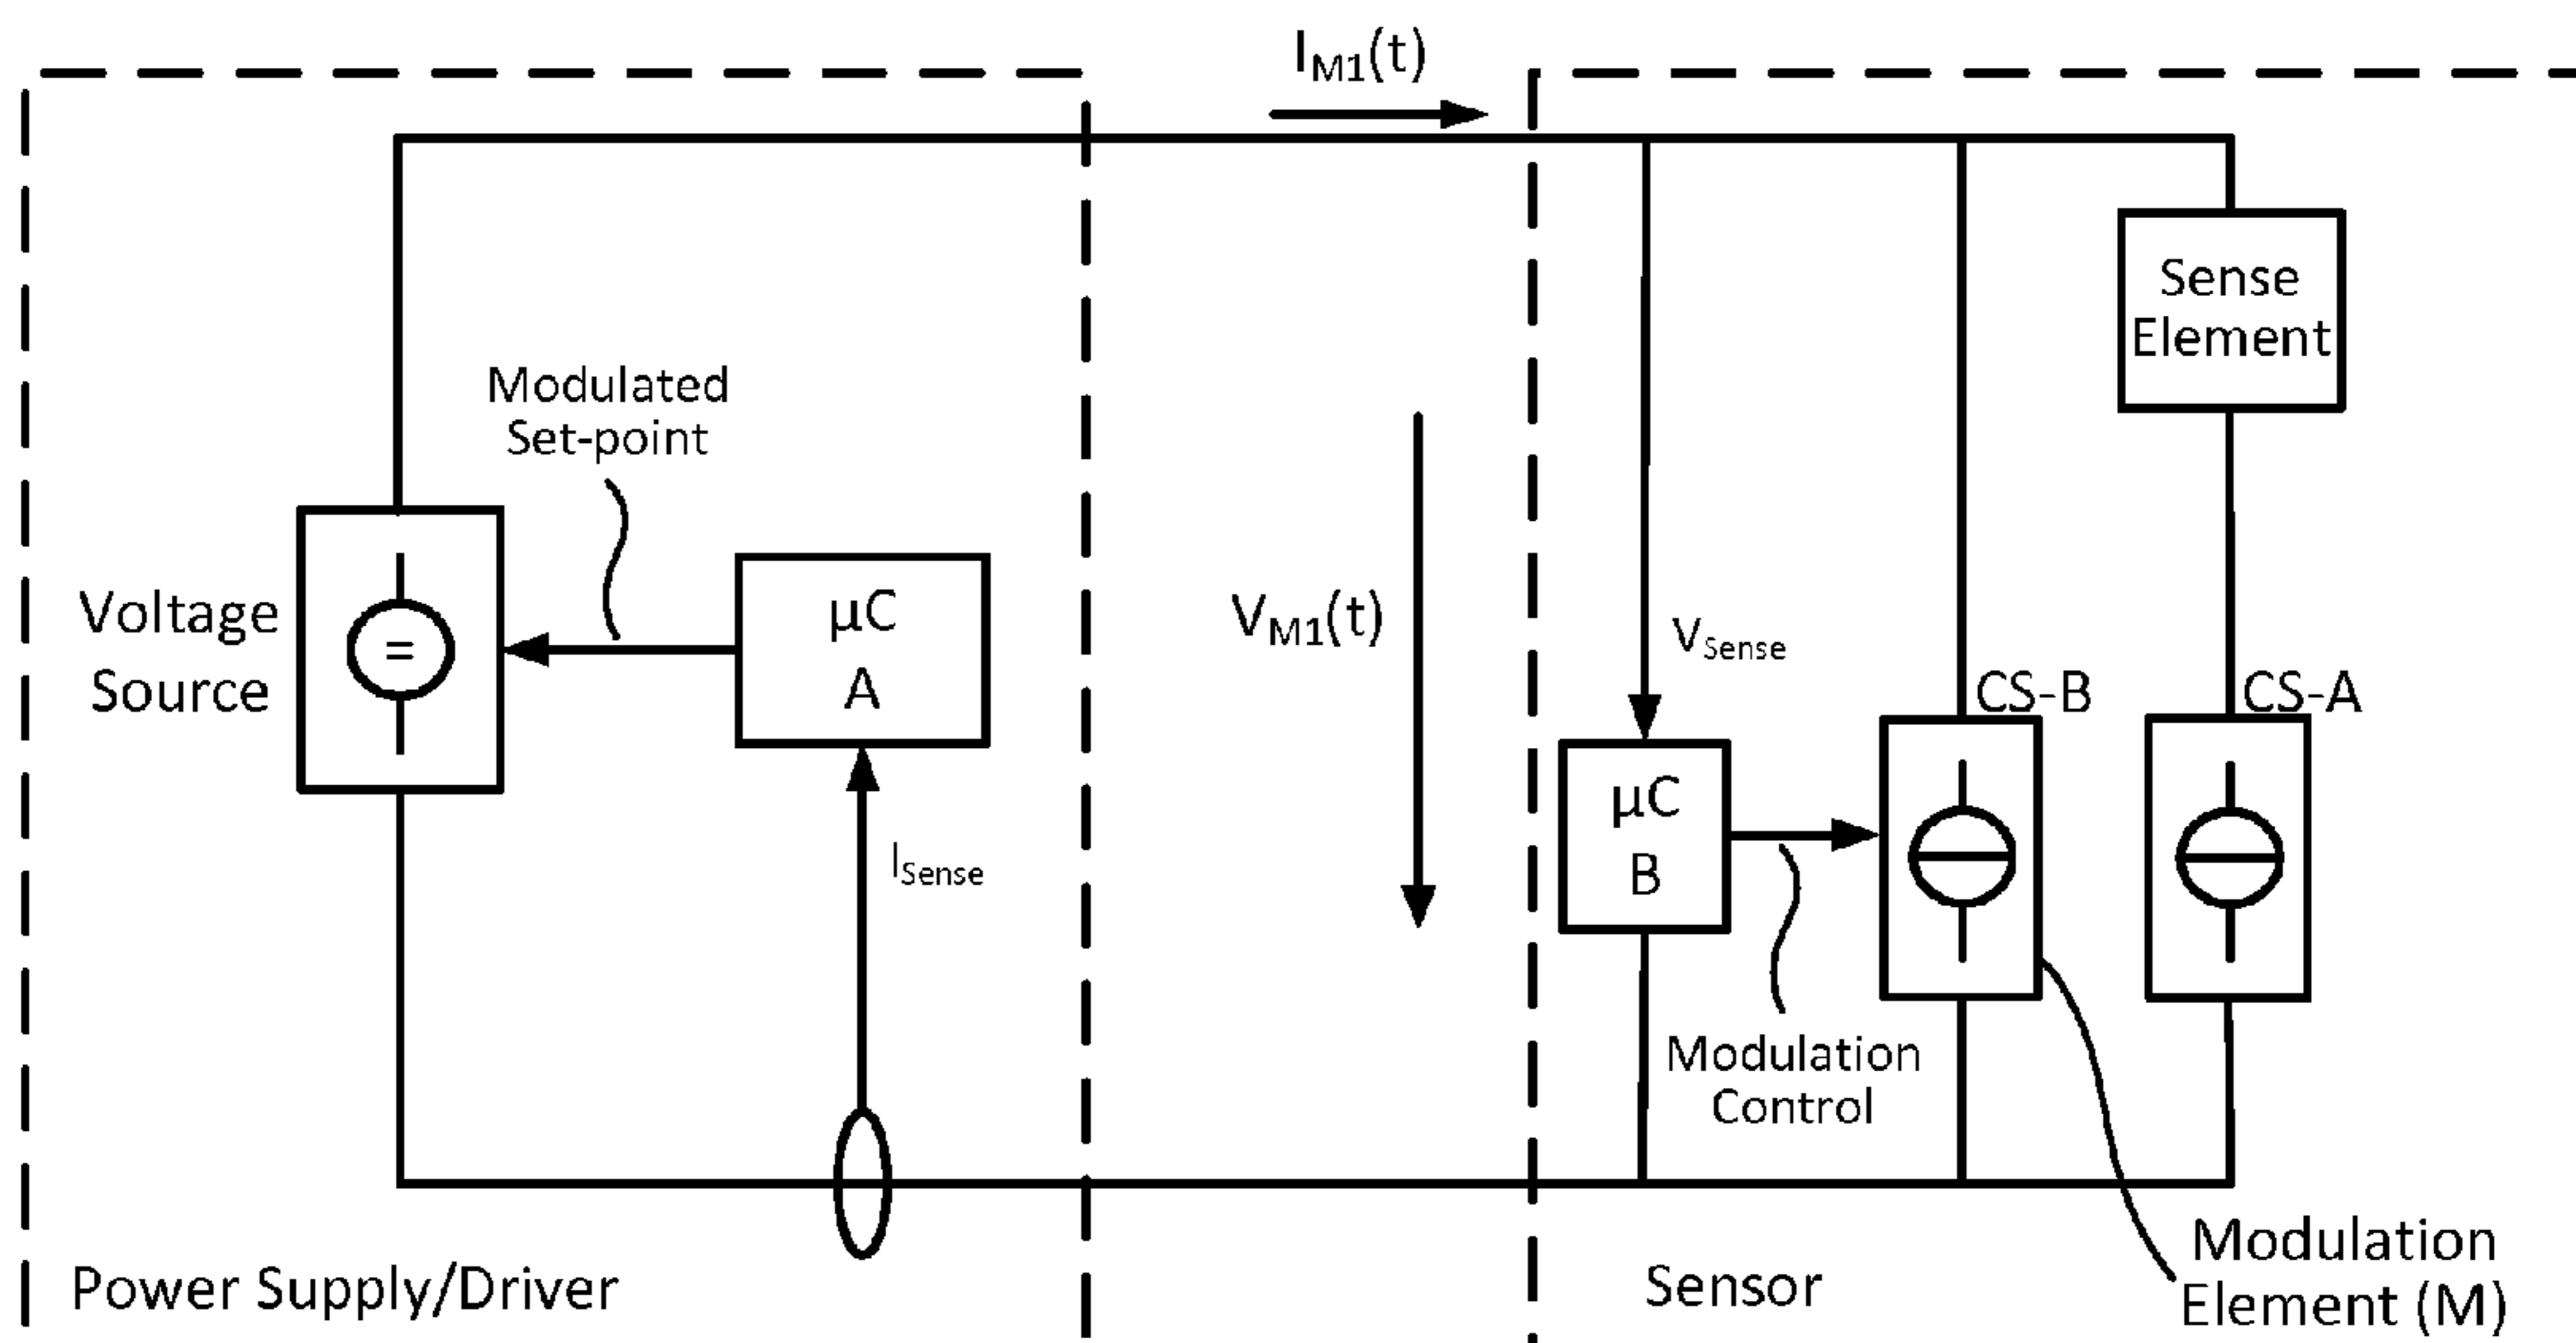 I_M1(t)
Sense
Element
Modulated
Set-point
Voltage
Source
=
µC
A
V_M1(t)
V_Sense
CS-B
CS-A
µC
B
I_Sense
Modulation
Control
Power Supply/Driver
Sensor
Modulation
Element (M)